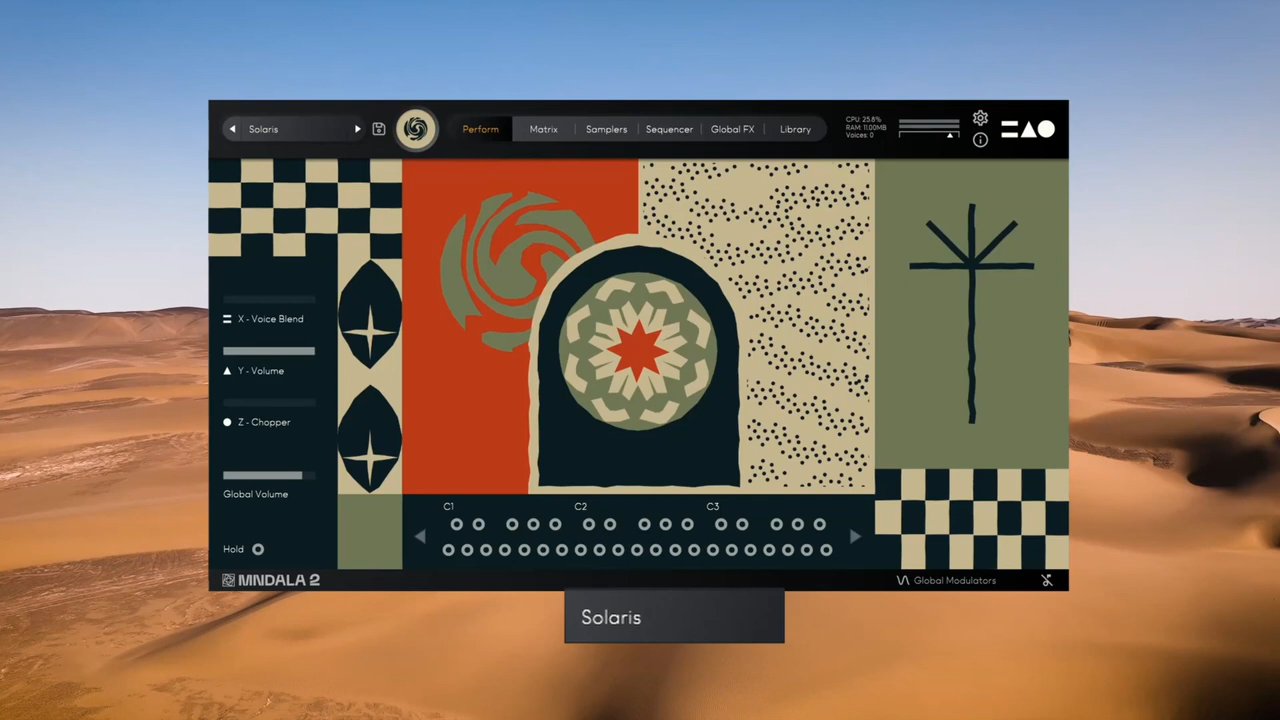 Solaris
Perform
Matrix
Samplers
Sequencer
Global FX
Library
CPU: 25.8%
RAM: 11.00MB
Voices: 0
X - Voice Blend
Y - Volume
Z - Chopper
Global Volume
Hold
C1
C2
C3
MNDALA 2
Global Modulators
Solaris